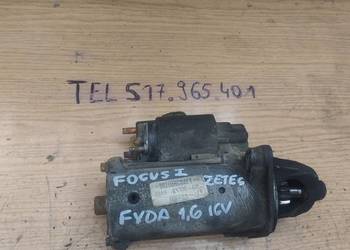 TEL 517.965.401
FOCUS I ZETEC
FYDA 1,6 16V